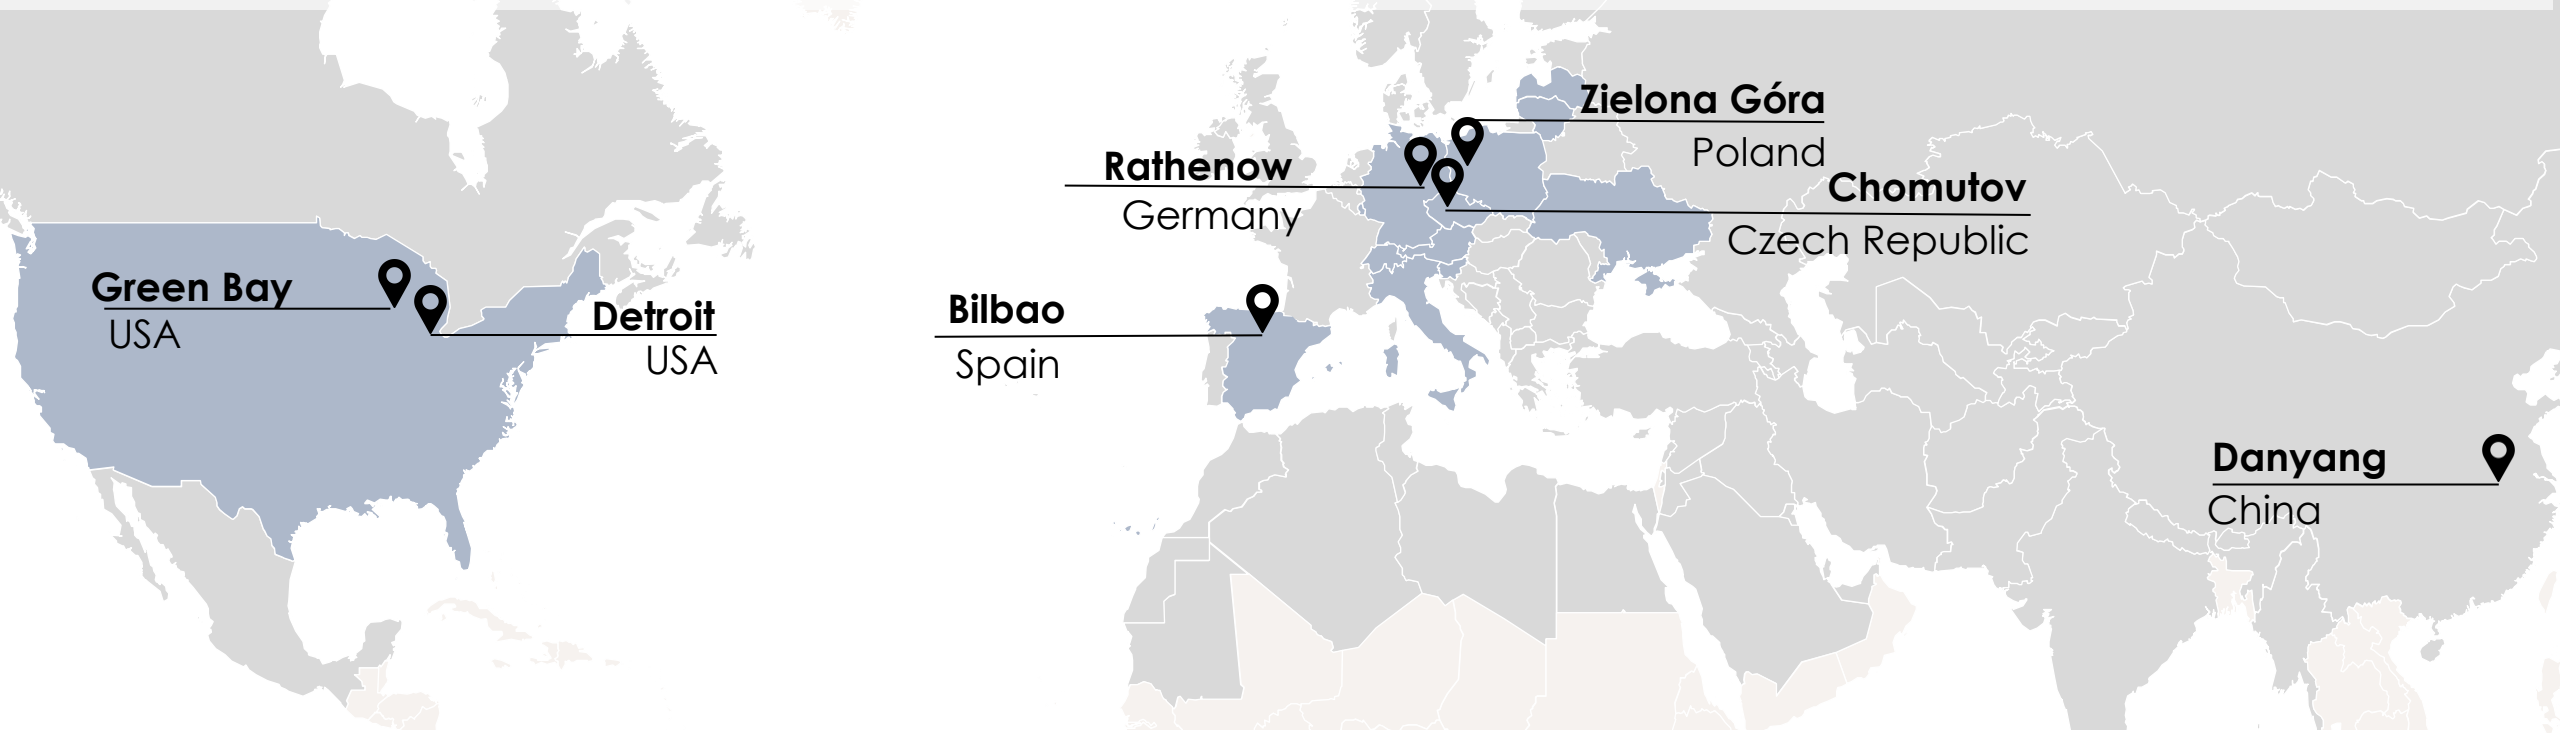 Green Bay
USA
Detroit
USA
Bilbao
Spain
Rathenow
Germany
Zielona Góra
Poland
Chomutov
Czech Republic
Danyang
China